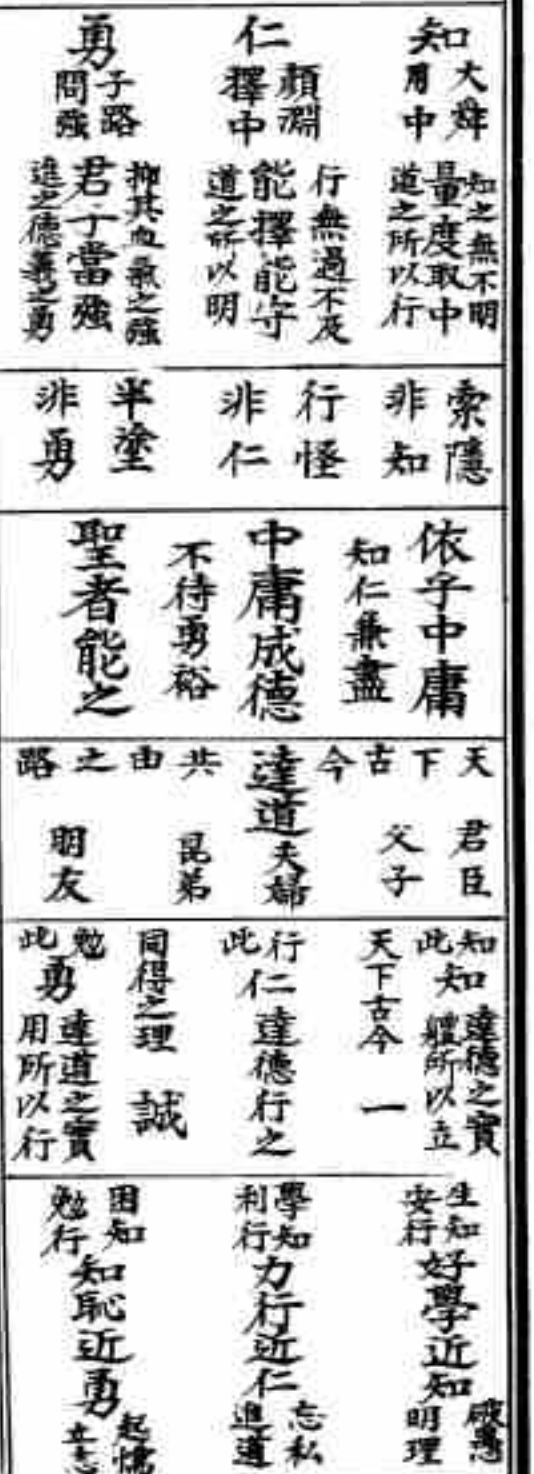 知
大舜
用中
知之無不明
量度取中
道之所以行
仁
顏淵
擇中
行無過不及
能擇能守
道之所以明
勇
子路
問強
抑其血氣之強
君子當強
進之德義之勇
索隱
非知
行怪
非仁
半塗
非勇
依乎中庸
知仁兼盡
中庸成德
不待勇裕
聖者能之
天下古今達道共由之路
君臣
父子
夫婦
昆弟
朋友
知此
知
達德之實
體所以立
天下古今
一
行此
仁
達德行之
同得之理
誠
勉此
勇
達道之實
用所以行
生知
安行
好學近知
破愚
明理
學知
利行
力行近仁
忘私
進道
困知
勉行
知恥近勇
起懦
立志